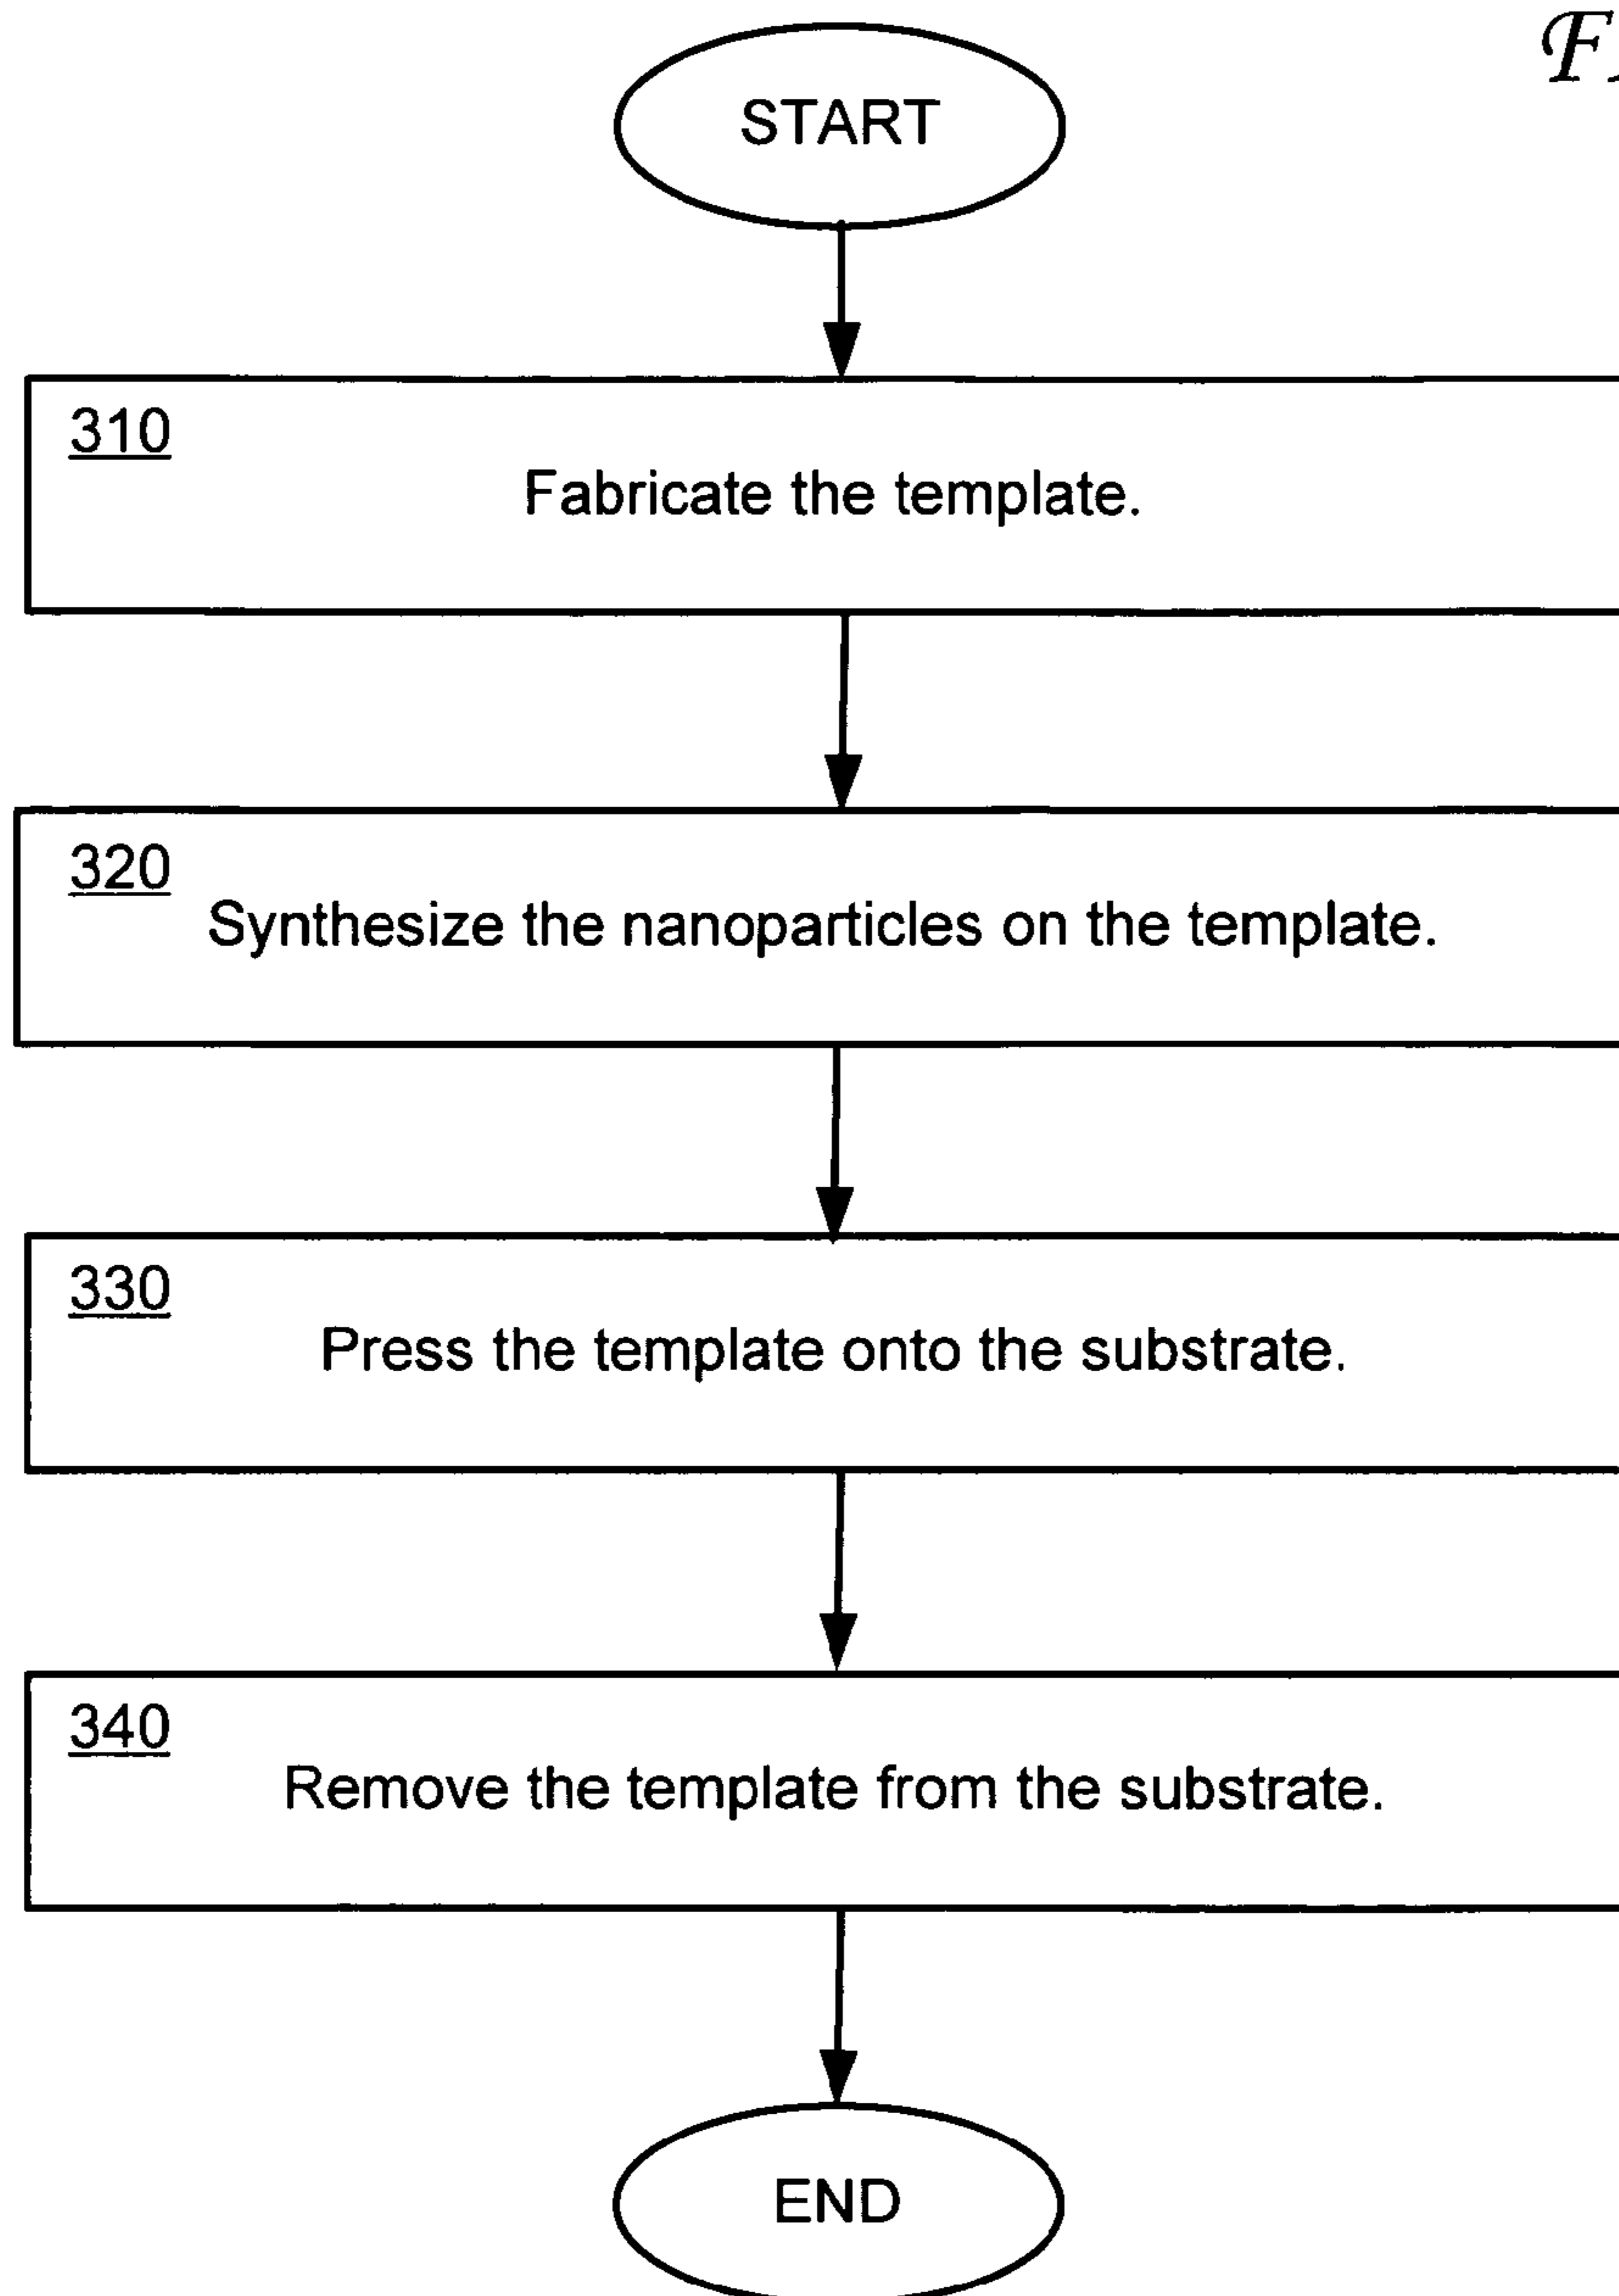 START
310
Fabricate the template.
320
Synthesize the nanoparticles on the template.
330
Press the template onto the substrate.
340
Remove the template from the substrate.
END